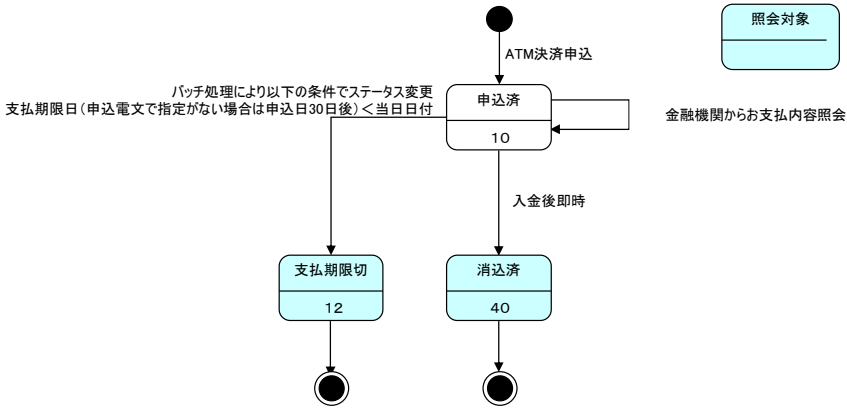 照会対象
ATM決済申込
バッチ処理により以下の条件でステータス変更
支払期限日(申込電文で指定がない場合は申込日30日後)<当日日付
申込済
10
金融機関からお支払内容照会
入金後即時
支払期限切
12
消込済
40